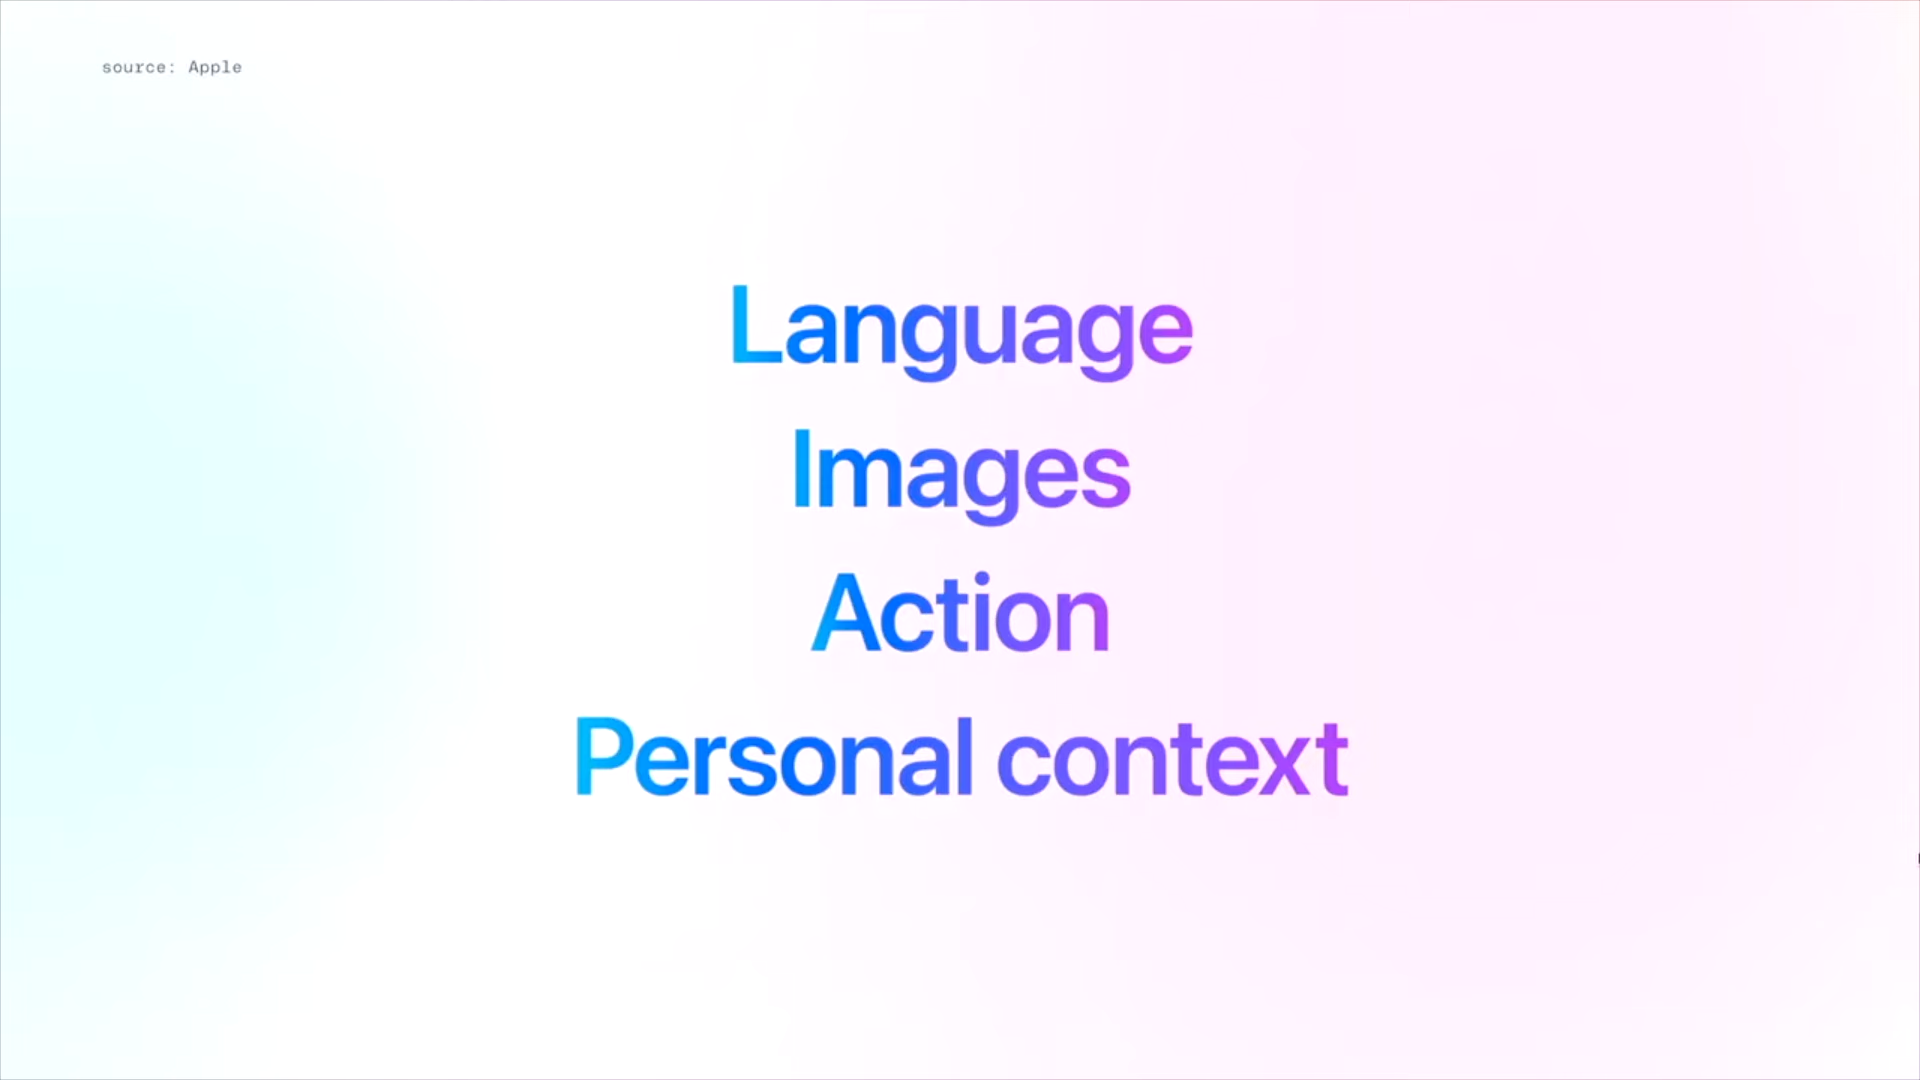 source: Apple
Language
Images
Action
Personal context